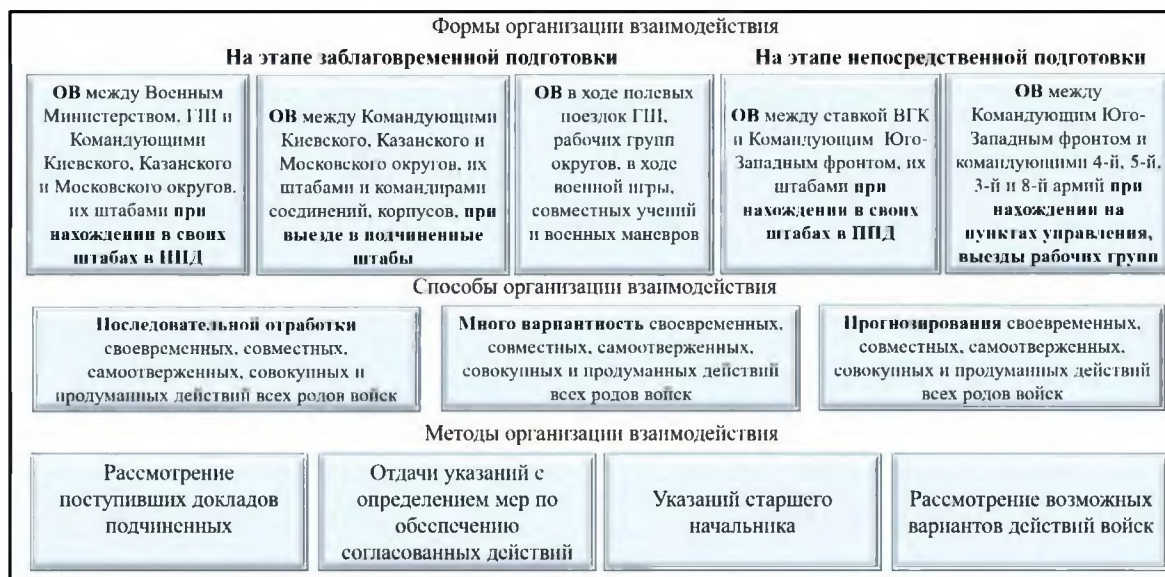 Формы организации взаимодействия
На этапе заблаговременной подготовки
На этапе непосредственной подготовки
ОВ между Военным
Министерством, ГШ и
Командующими
Киевского, Казанского
и Московского округов,
их штабами при
нахождении в своих
штабах в ППД
ОВ между Командующими
Киевского, Казанского и
Московского округов, их
штабами и командирами
соединений, корпусов, при
выезде в подчиненные
штабы
ОВ в ходе полевых
поездок ГШ,
рабочих групп
округов, в ходе
военной игры,
совместных учений
и военных маневров
ОВ между ставкой ВГК
и Командующим Юго-
Западным фронтом, их
штабами при
нахождении в своих
штабах в ППД
ОВ между
Командующим Юго-
Западным фронтом и
командующими 4-й, 5-й,
3-й и 8-й армий при
нахождении на
пунктах управления,
выезды рабочих групп
Способы организации взаимодействия
Последовательной отработки
своевременных, совместных,
самоотверженных, совокупных и
продуманных действий всех родов войск
Много вариантность своевременных,
совместных, самоотверженных,
совокупных и продуманных действий
всех родов войск
Прогнозирования своевременных,
совместных, самоотверженных,
совокупных и продуманных действий
всех родов войск
Методы организации взаимодействия
Рассмотрение
поступивших докладов
подчиненных
Отдачи указаний с
определением мер по
обеспечению
согласованных действий
Указаний старшего
начальника
Рассмотрение возможных
вариантов действий войск